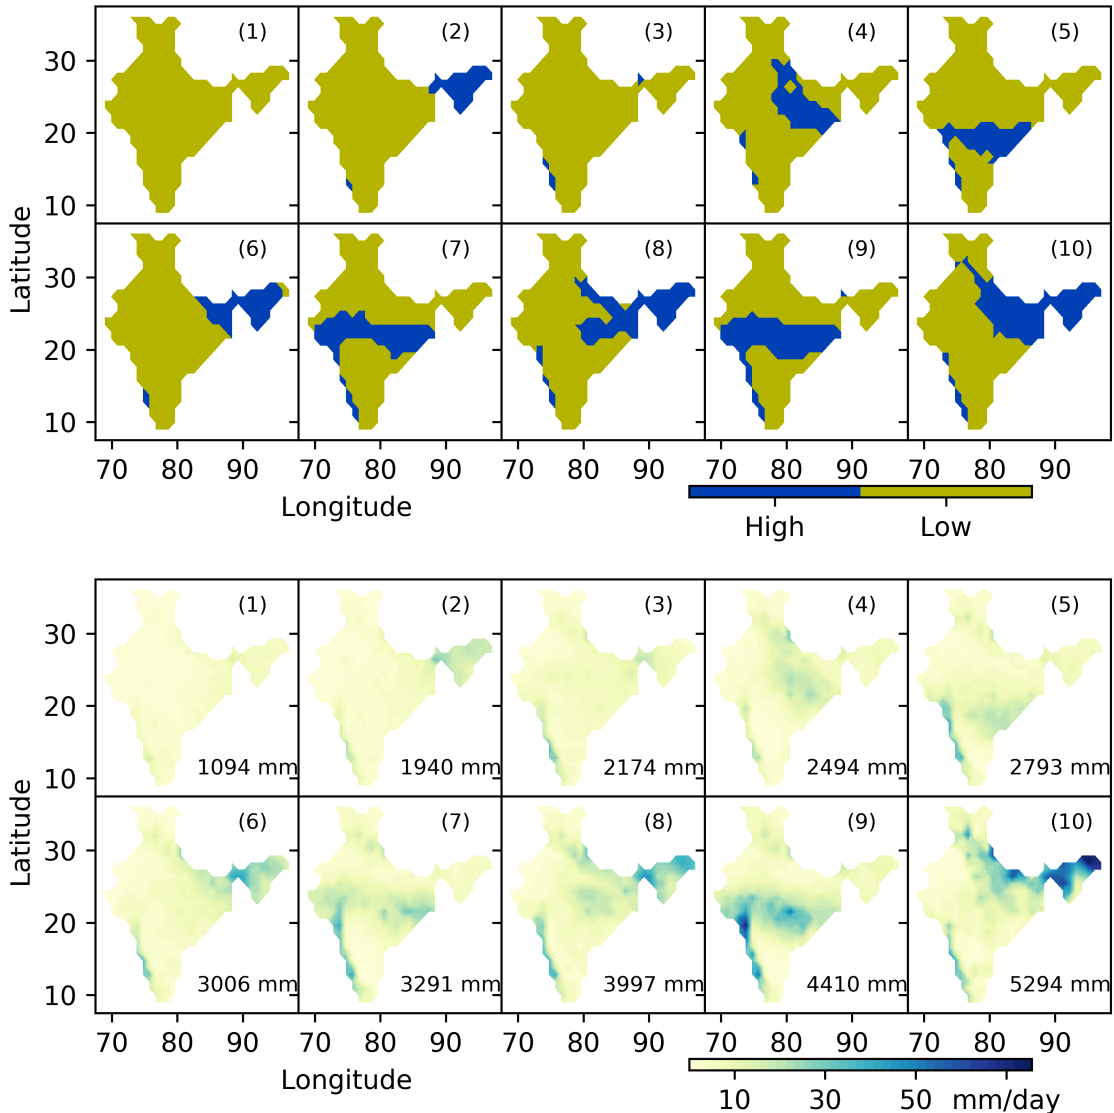 (1) (2) (3) (4) (5)
30
20
10
Latitude
(6) (7) (8) (9) (10)
30
20
10
70 80 90 70 80 90 70 80 90 70 80 90 70 80 90
Longitude
High Low
(1) (2) (3) (4) (5)
30
20
10
1094 mm 1940 mm 2174 mm 2494 mm 2793 mm
Latitude
(6) (7) (8) (9) (10)
30
20
10
3006 mm 3291 mm 3997 mm 4410 mm 5294 mm
70 80 90 70 80 90 70 80 90 70 80 90 70 80 90
Longitude
10 30 50 mm/day